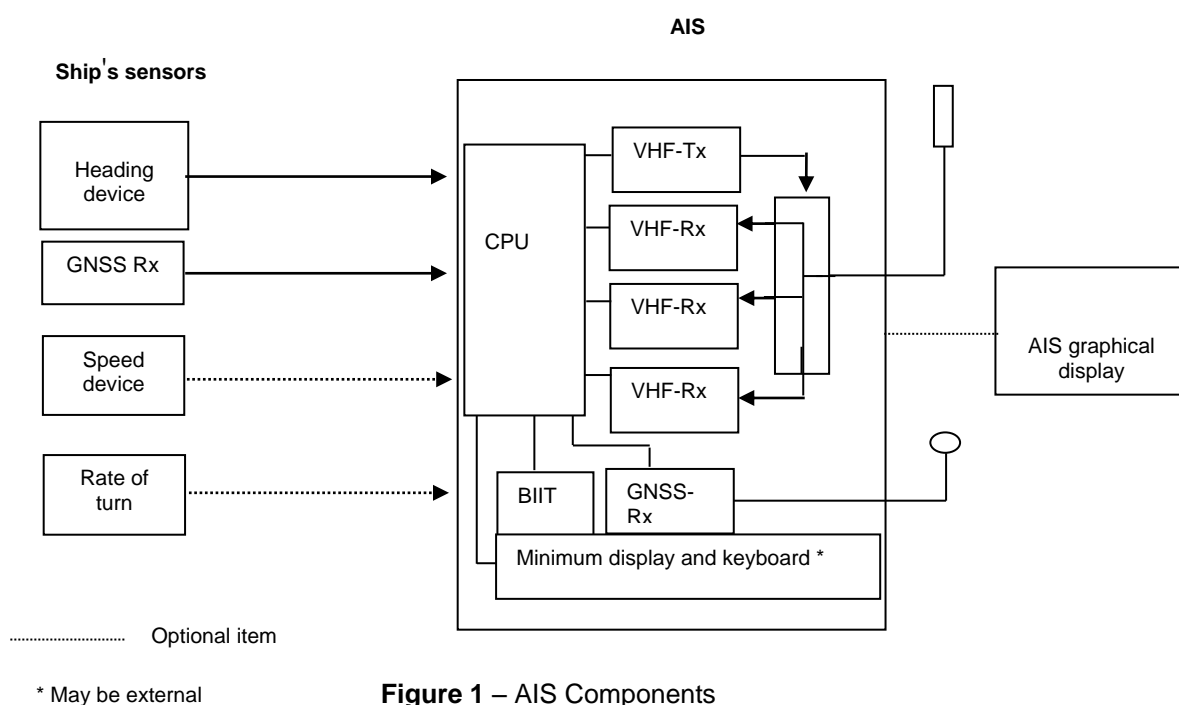 AIS
Ship's sensors
Heading
device
GNSS Rx
Speed
device
Rate of
turn
CPU
VHF-Tx
VHF-Rx
VHF-Rx
VHF-Rx
BIIT
GNSS-
Rx
Minimum display and keyboard *
AIS graphical
display
Optional item
* May be external
Figure 1 – AIS Components